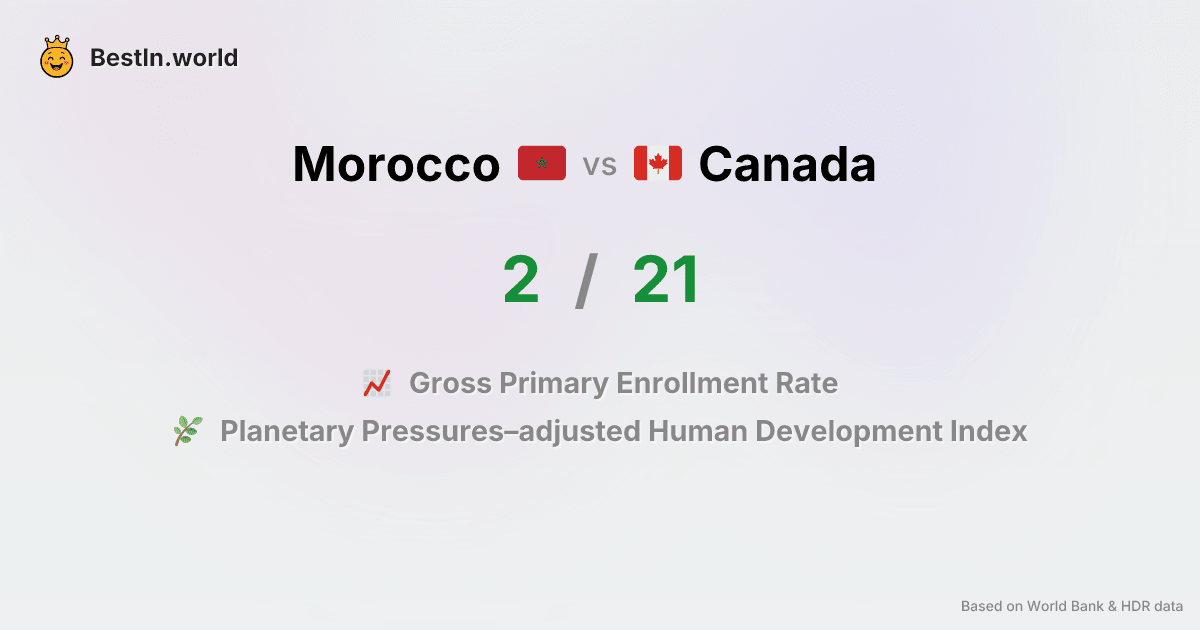 BestIn.world
Morocco vs Canada
2 / 21
Gross Primary Enrollment Rate
Planetary Pressures–adjusted Human Development Index
Based on World Bank & HDR data